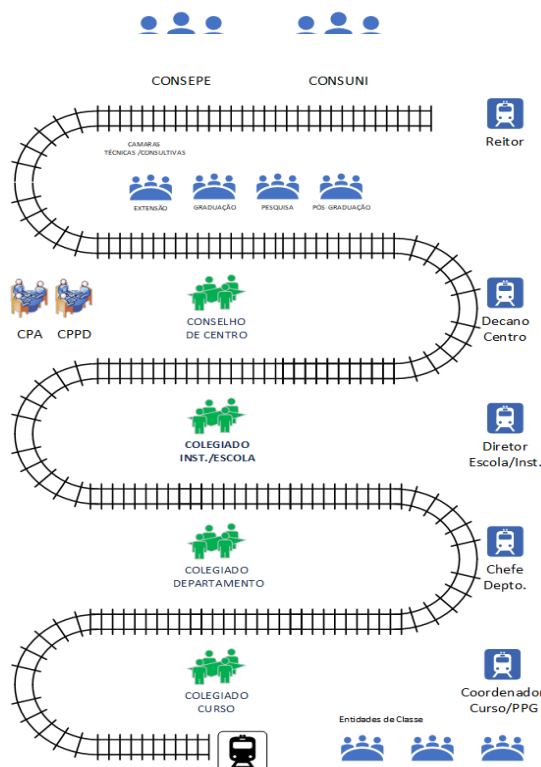 CONSEPE
CONSUNI
Reitor
CAMARAS
TÉCNICAS /CONSULTIVAS
EXTENSÃO
GRADUAÇÃO
PESQUISA
PÓS-GRADUAÇÃO
CPA
CPPD
CONSELHO
DE CENTRO
Decano
Centro
COLEGIADO
INST./ESCOLA
Diretor
Escola/Inst.
COLEGIADO
DEPARTAMENTO
Chefe
Depto.
COLEGIADO
CURSO
Coordenador
Curso/PPG
Entidades de Classe